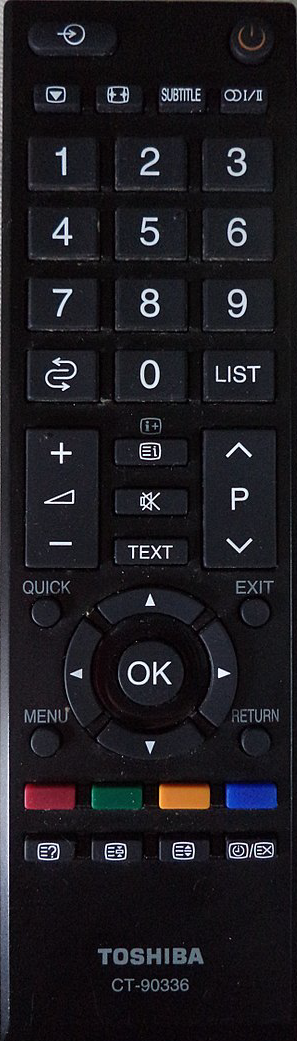 SUBTITLE I/II
1 2 3
4 5 6
7 8 9
0 LIST
i+
+ i
P
−
TEXT
QUICK EXIT
OK
MENU RETURN
?
TOSHIBA
CT-90336